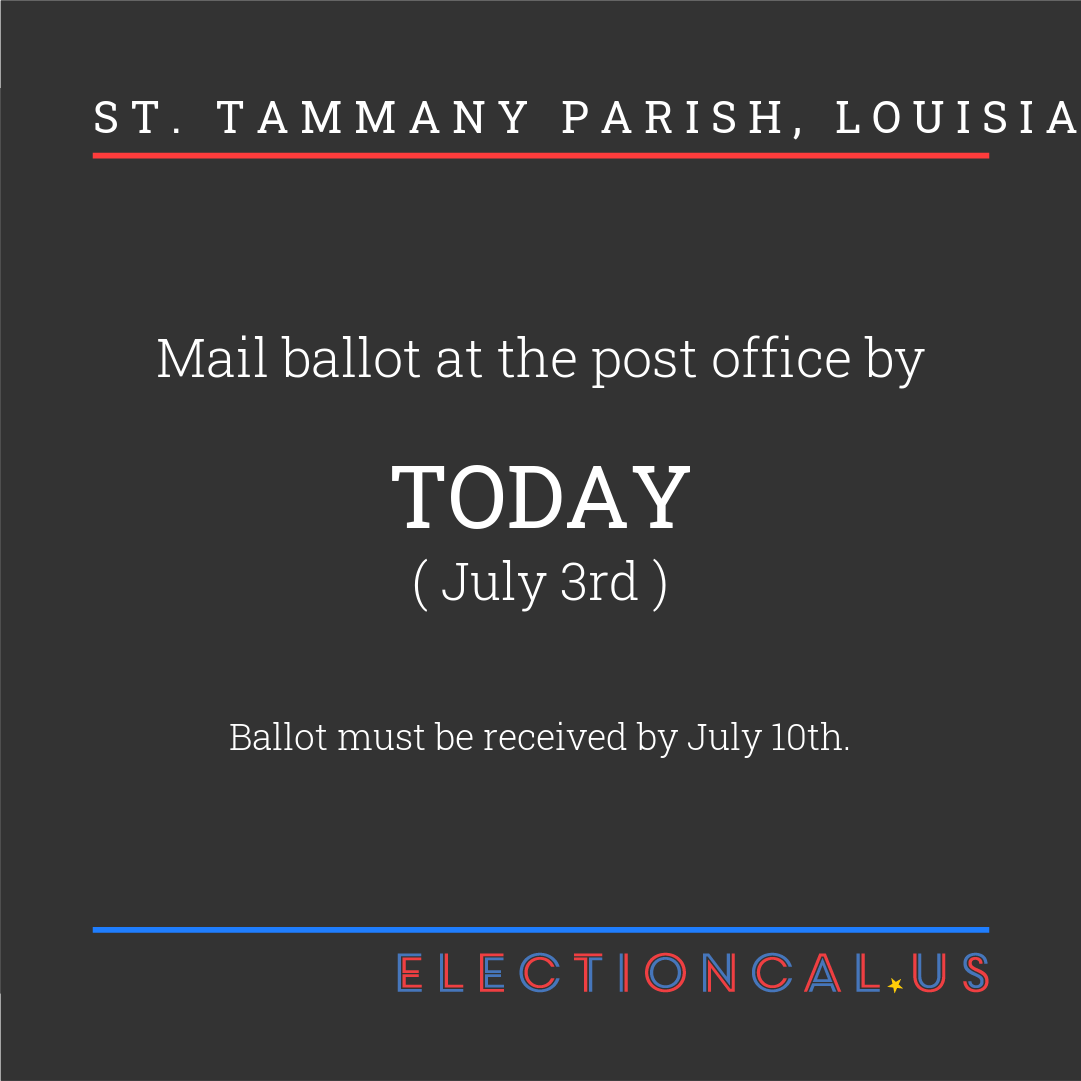 ST. TAMMANY PARISH, LOUISIA
Mail ballot at the post office by
TODAY
( July 3rd )
Ballot must be received by July 10th.
ELECTIONCAL.US